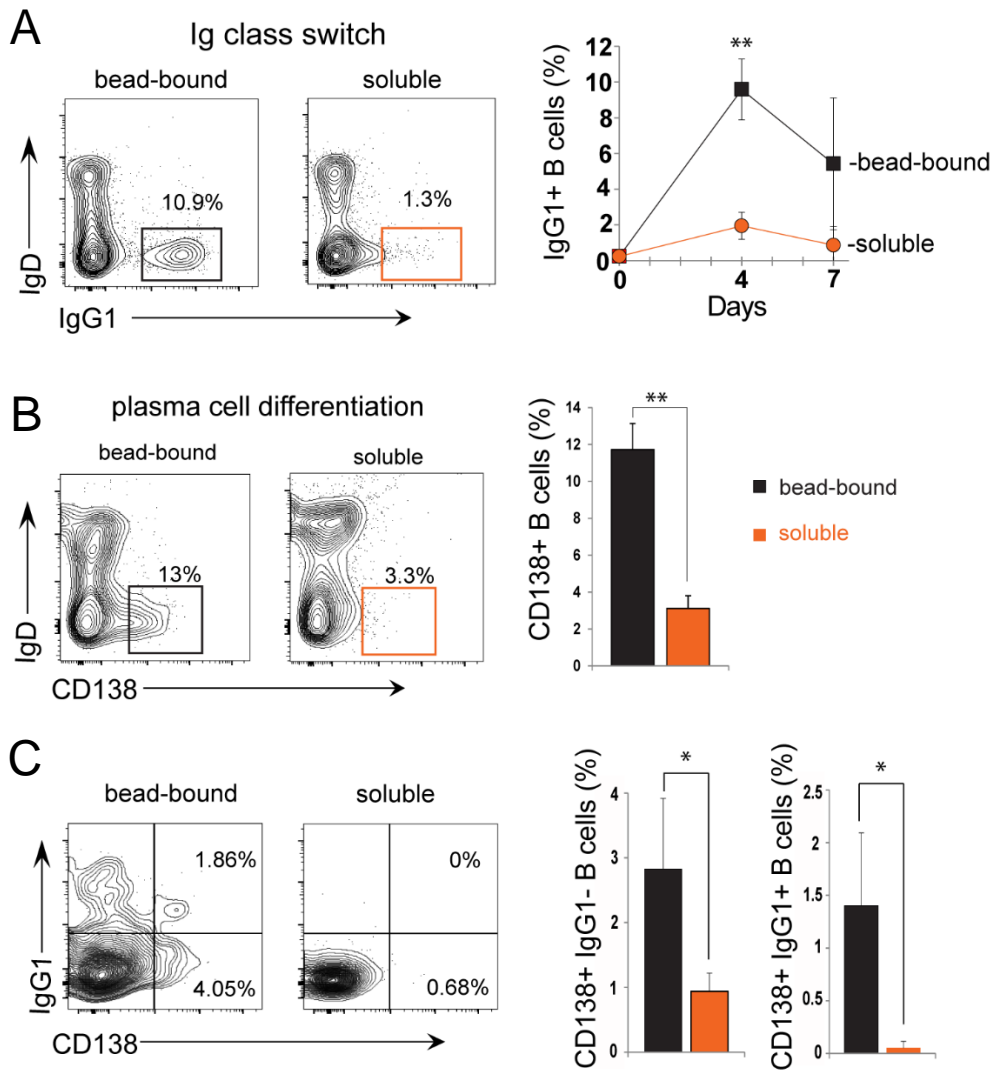 A
Ig class switch
bead-bound
soluble
10.9%
1.3%
IgD
IgG1
IgG1+ B cells (%)
12
10
8
6
4
2
0
**
-bead-bound
-soluble
0
4
7
Days
B
plasma cell differentiation
bead-bound
soluble
13%
3.3%
IgD
CD138
CD138+ B cells (%)
14
12
10
8
6
4
2
0
**
bead-bound
soluble
C
bead-bound
soluble
1.86%
4.05%
0%
0.68%
IgG1
CD138
CD138+ IgG1- B cells (%)
4
3
2
1
0
*
CD138+ IgG1+ B cells (%)
2.5
2
1.5
1
0.5
0
*